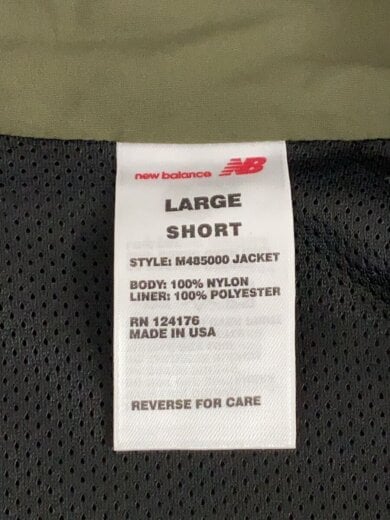 new balance NB
LARGE
SHORT
STYLE: M485000 JACKET
BODY: 100% NYLON
LINER: 100% POLYESTER
RN 124176
MADE IN USA
REVERSE FOR CARE